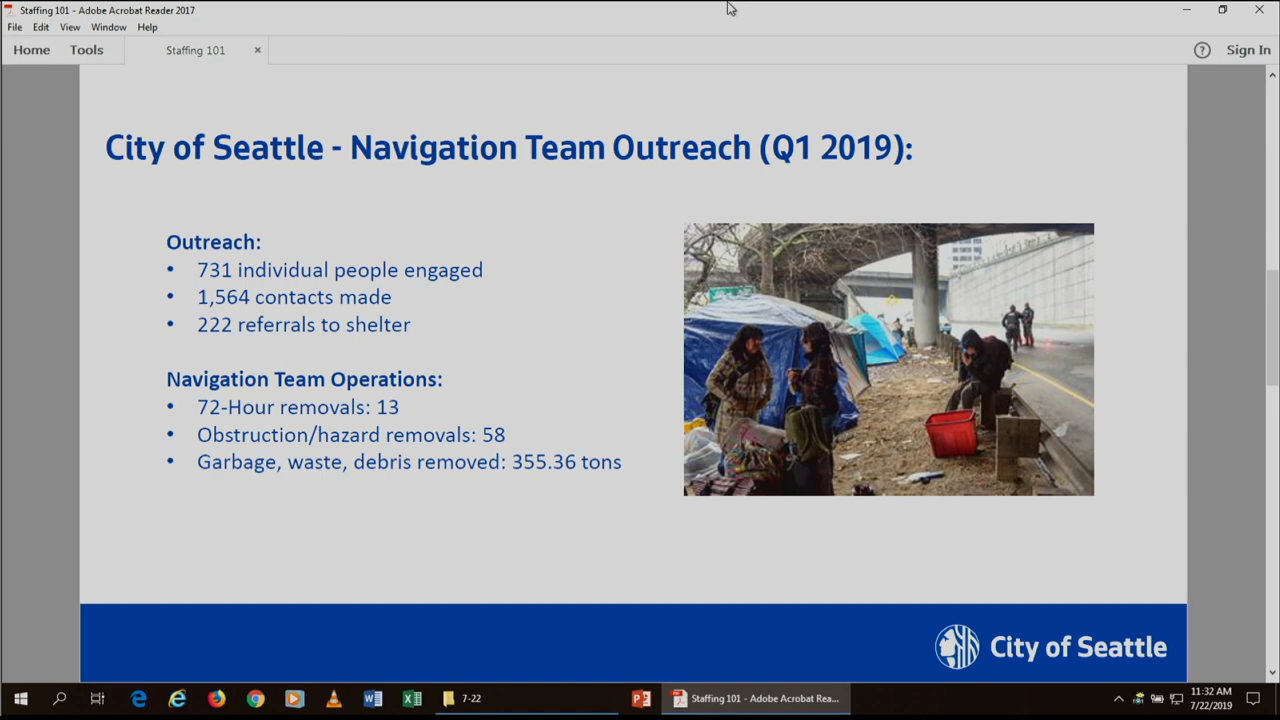 Staffing 101 - Adobe Acrobat Reader 2017
File Edit View Window Help
Home Tools Staffing 101 × ? Sign In
City of Seattle - Navigation Team Outreach (Q1 2019):
Outreach:
• 731 individual people engaged
• 1,564 contacts made
• 222 referrals to shelter
Navigation Team Operations:
• 72-Hour removals: 13
• Obstruction/hazard removals: 58
• Garbage, waste, debris removed: 355.36 tons
City of Seattle
7-22
Staffing 101 - Adobe Acrobat Rea...
11:32 AM
7/22/2019